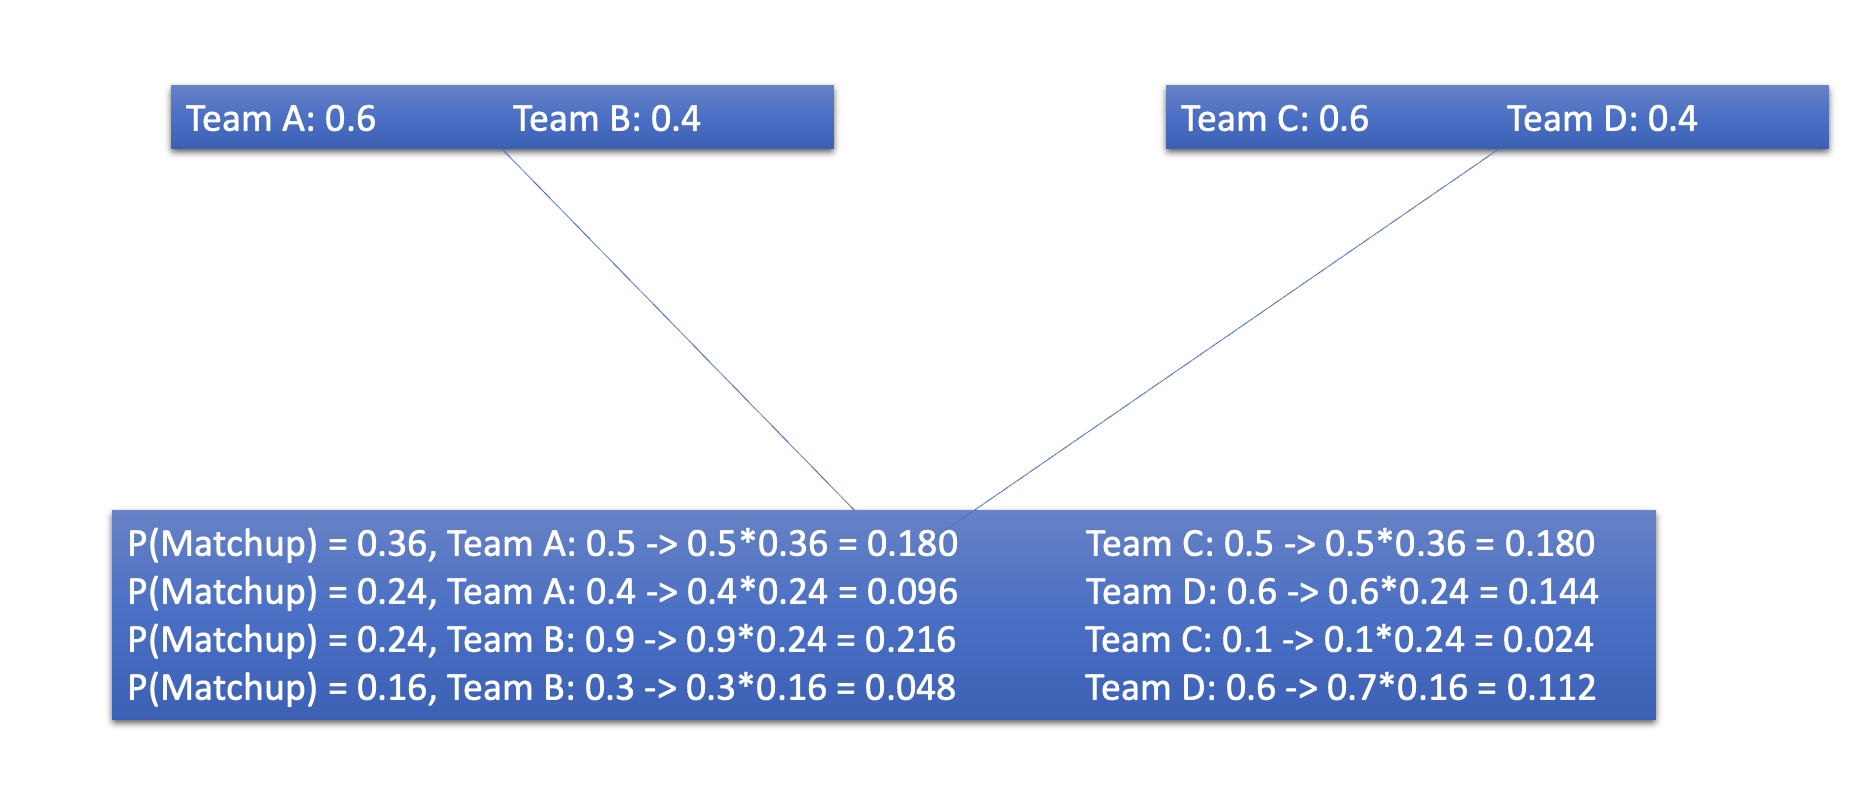 Team A: 0.6 Team B: 0.4
Team C: 0.6 Team D: 0.4
P(Matchup) = 0.36, Team A: 0.5 -> 0.5*0.36 = 0.180 Team C: 0.5 -> 0.5*0.36 = 0.180
P(Matchup) = 0.24, Team A: 0.4 -> 0.4*0.24 = 0.096 Team D: 0.6 -> 0.6*0.24 = 0.144
P(Matchup) = 0.24, Team B: 0.9 -> 0.9*0.24 = 0.216 Team C: 0.1 -> 0.1*0.24 = 0.024
P(Matchup) = 0.16, Team B: 0.3 -> 0.3*0.16 = 0.048 Team D: 0.6 -> 0.7*0.16 = 0.112